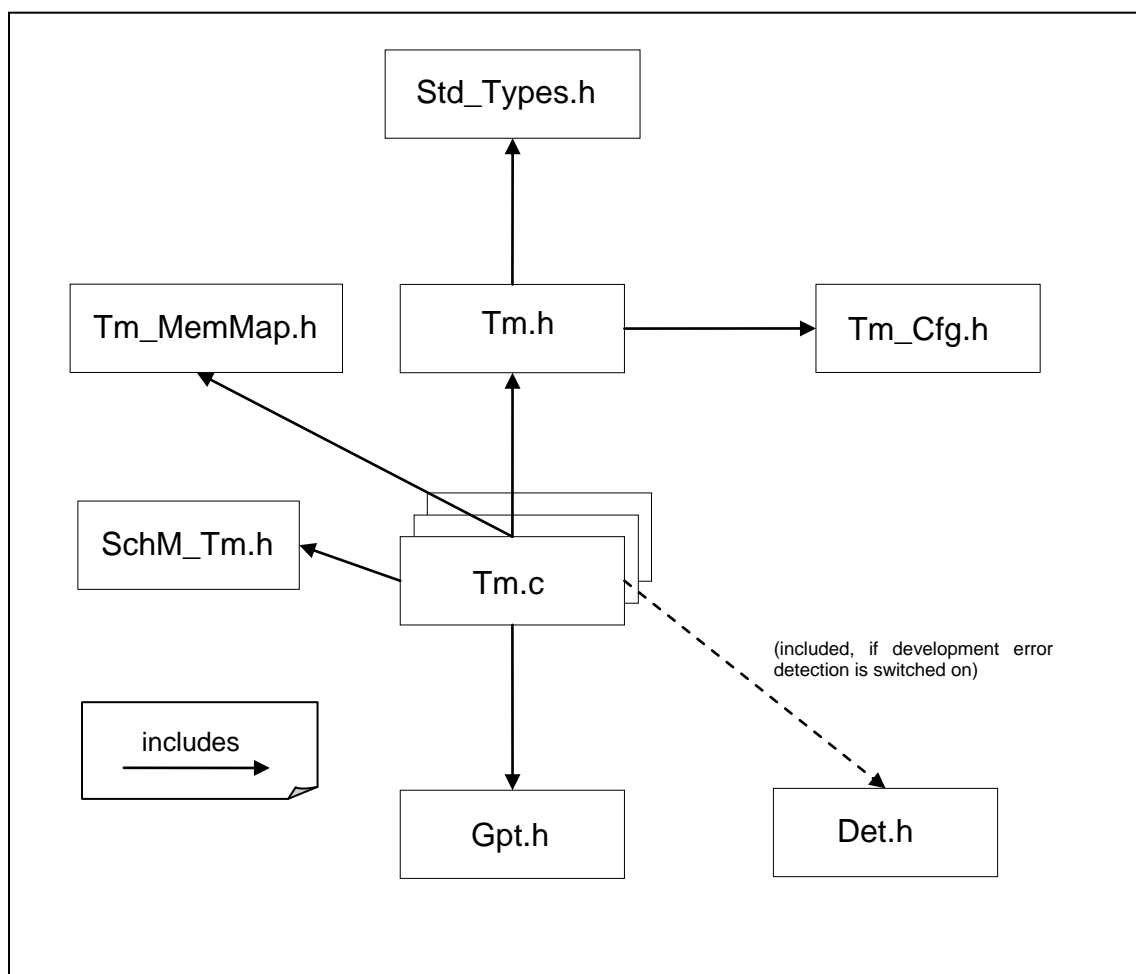 Std_Types.h
Tm_MemMap.h
Tm.h
Tm_Cfg.h
SchM_Tm.h
Tm.c
(included, if development error
detection is switched on)
includes
Gpt.h
Det.h